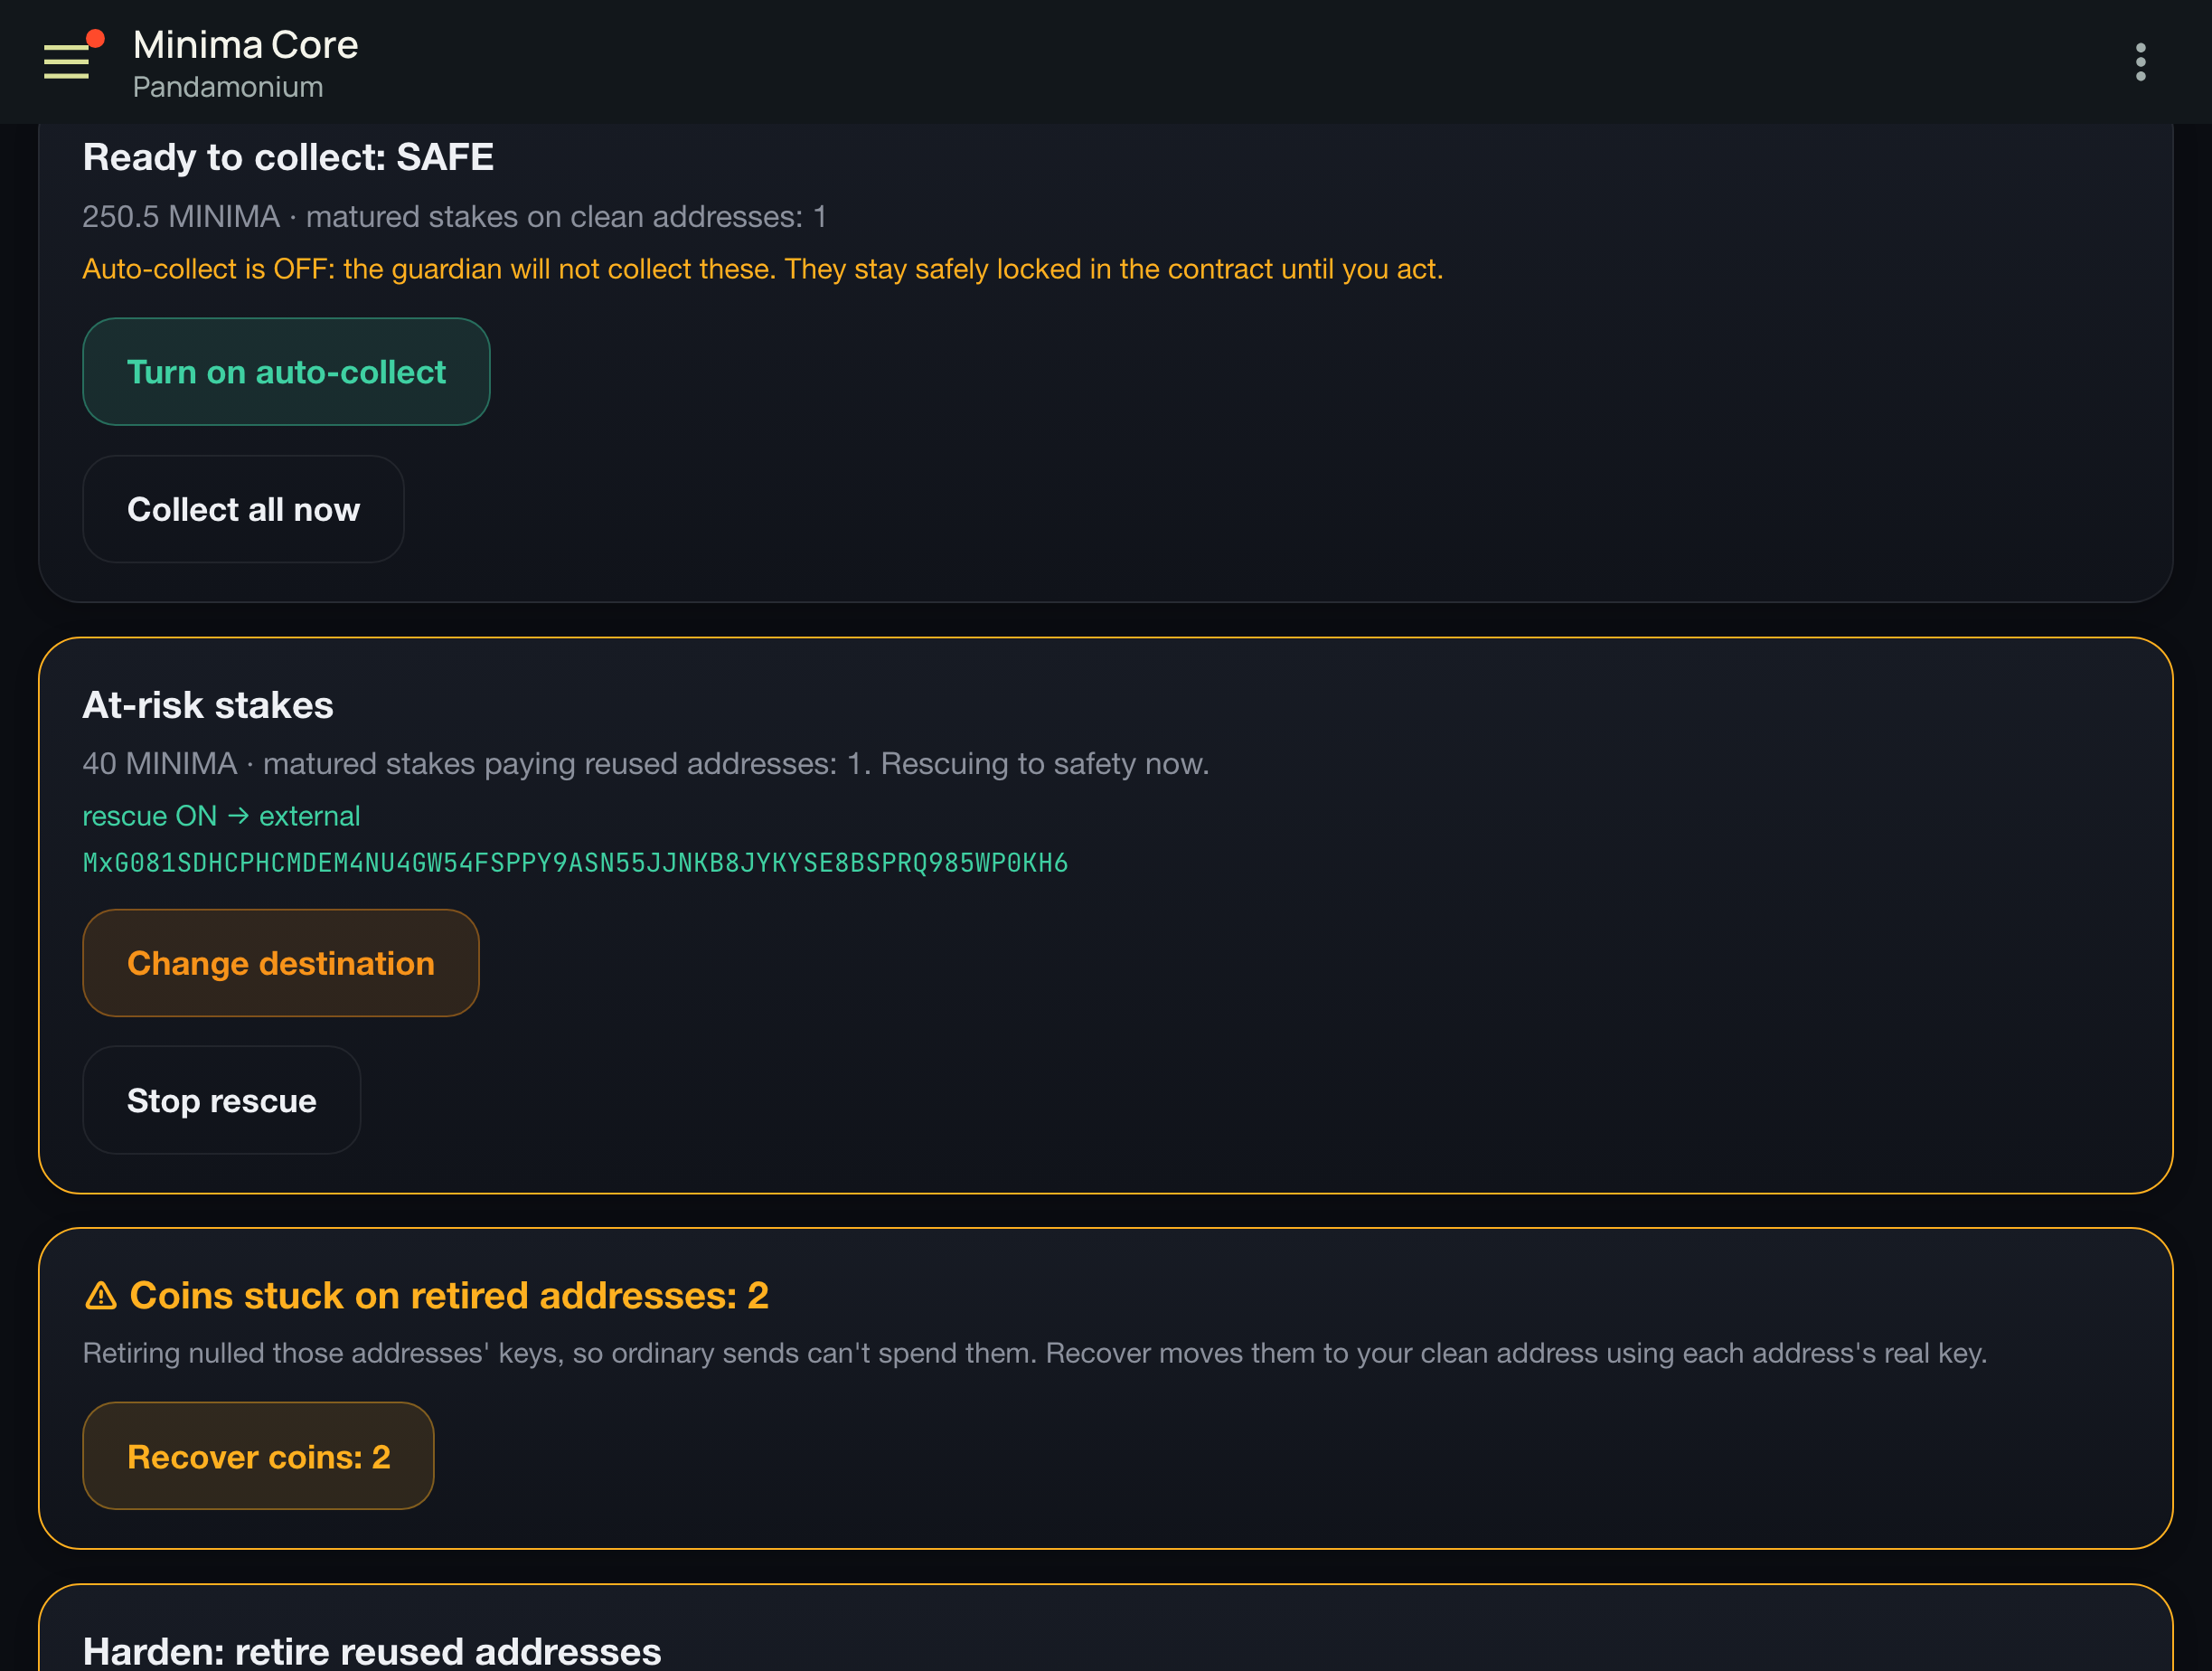 Minima Core
Pandamonium
Ready to collect: SAFE
250.5 MINIMA · matured stakes on clean addresses: 1
Auto-collect is OFF: the guardian will not collect these. They stay safely locked in the contract until you act.
Turn on auto-collect
Collect all now
At-risk stakes
40 MINIMA · matured stakes paying reused addresses: 1. Rescuing to safety now.
rescue ON → external
MxG081SDHCPHCMDEM4NU4GW54FSPPY9ASN55JJNKB8JYKYSE8BSPRQ985WP0KH6
Change destination
Stop rescue
Coins stuck on retired addresses: 2
Retiring nulled those addresses' keys, so ordinary sends can't spend them. Recover moves them to your clean address using each address's real key.
Recover coins: 2
Harden: retire reused addresses